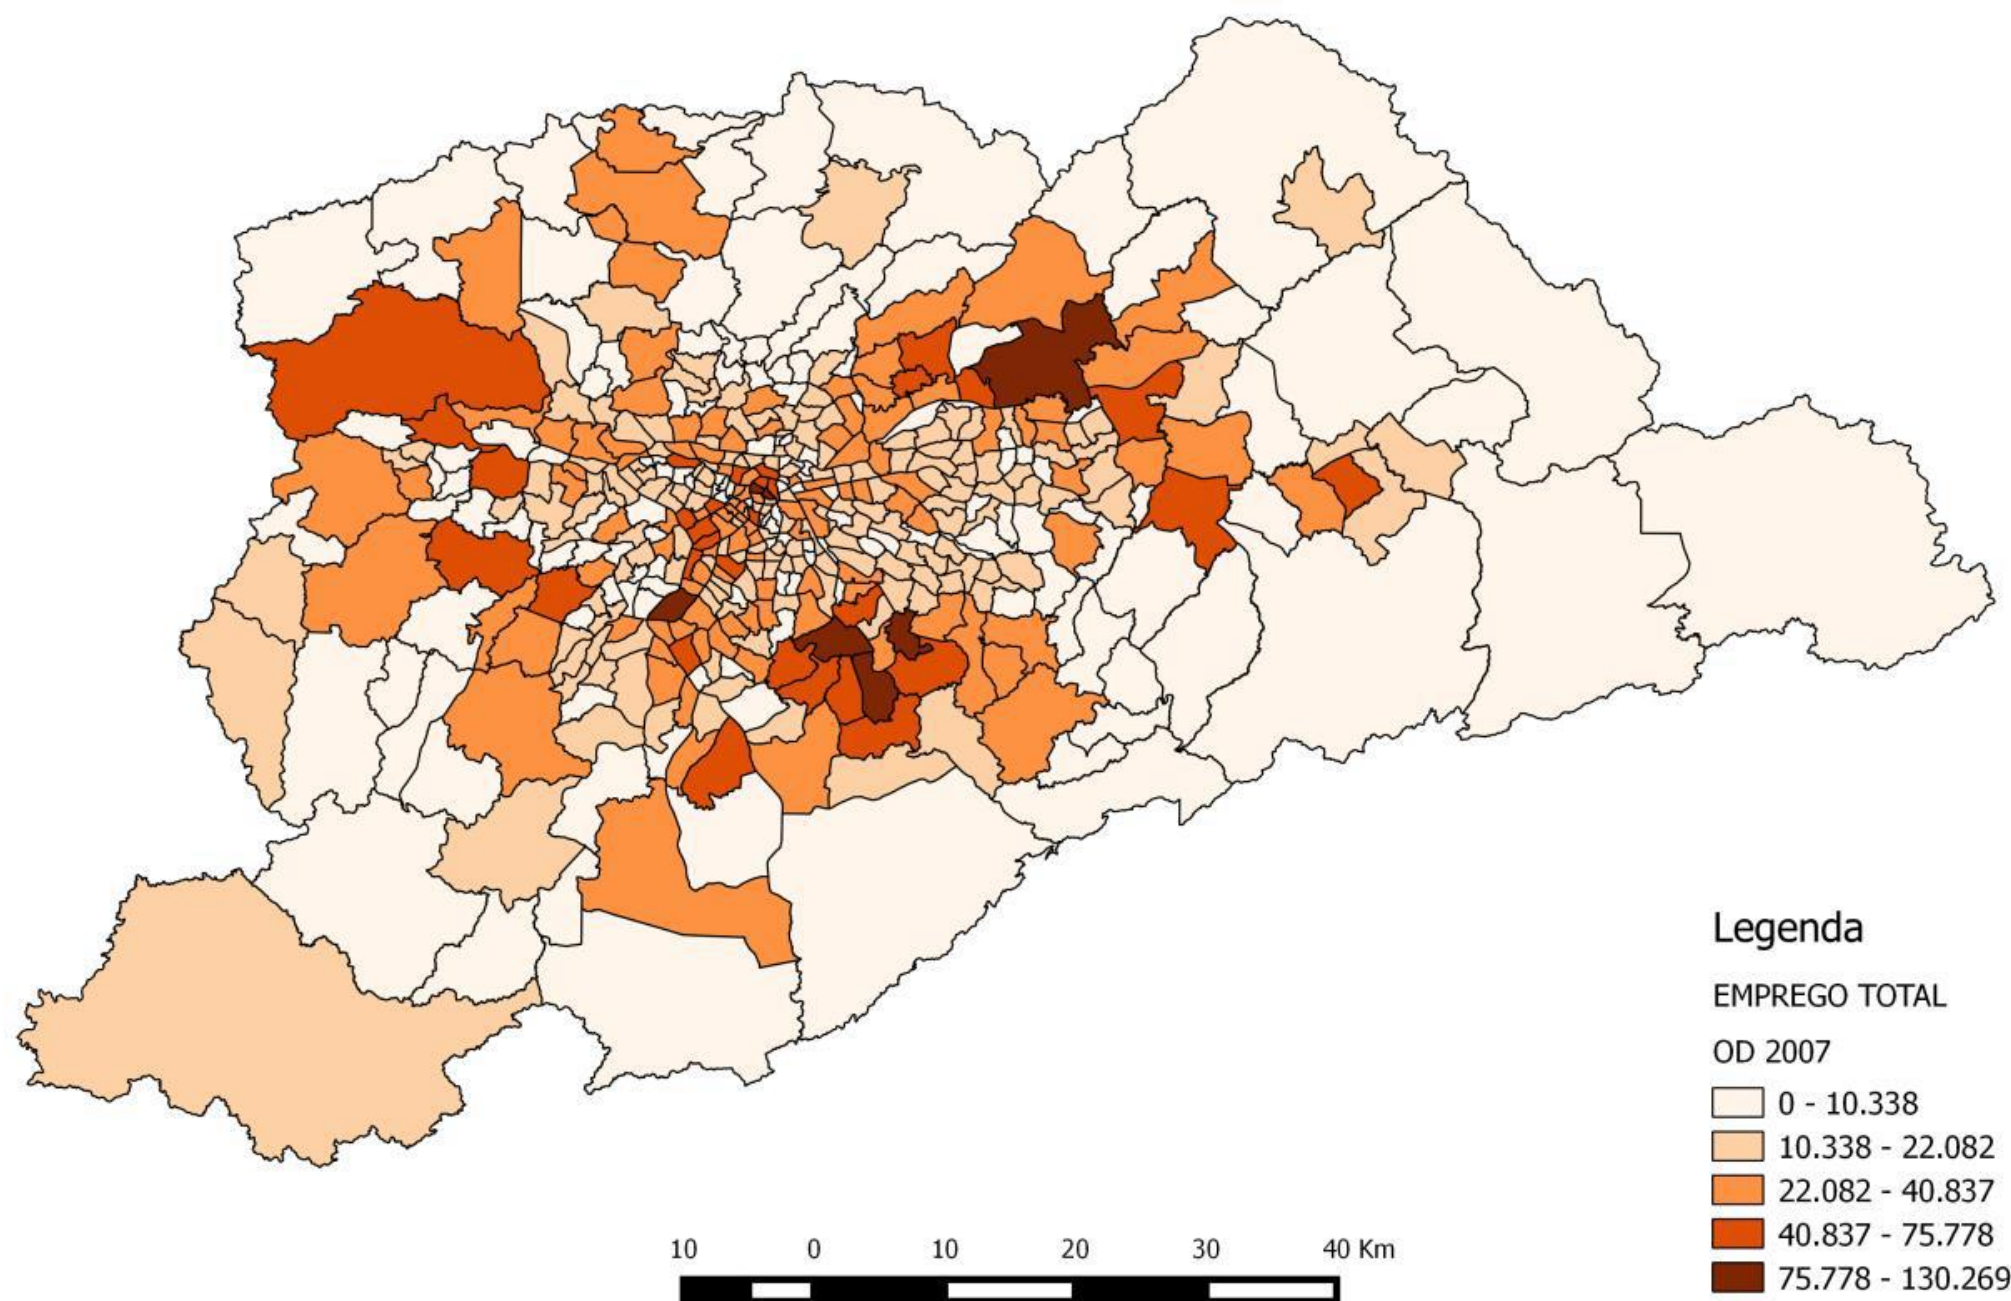 Legenda
EMPREGO TOTAL
OD 2007
0 - 10.338
10.338 - 22.082
22.082 - 40.837
40.837 - 75.778
75.778 - 130.269
10 0 10 20 30 40 Km